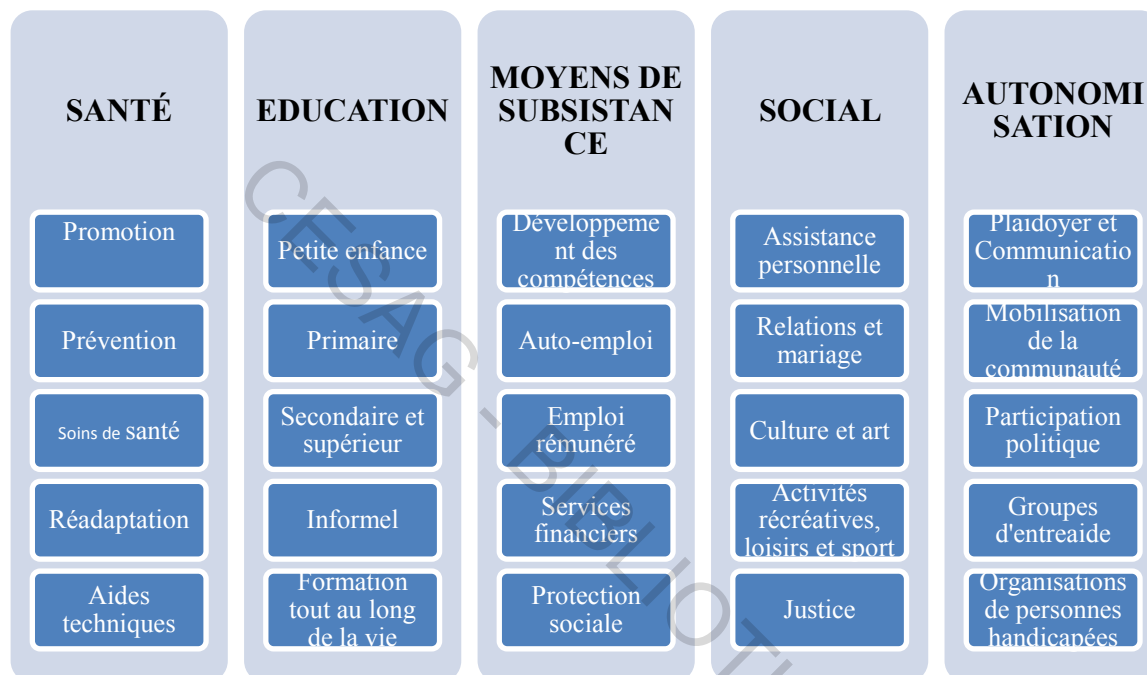 SANTÉ
Promotion
Prévention
Soins de santé
Réadaptation
Aides
techniques
EDUCATION
Petite enfance
Primaire
Secondaire et
supérieur
Informel
Formation
tout au long
de la vie
MOYENS DE
SUBSISTAN
CE
Développeme
nt des
compétences
Auto-emploi
Emploi
rémunéré
Services
financiers
Protection
sociale
SOCIAL
Assistance
personnelle
Relations et
mariage
Culture et art
Activités
récréatives,
loisirs et sport
Justice
AUTONOMI
SATION
Plaidoyer et
Communicatio
n
Mobilisation
de la
communauté
Participation
politique
Groupes
d'entreaide
Organisations
de personnes
handicapées
CESAG - BIBLIOT